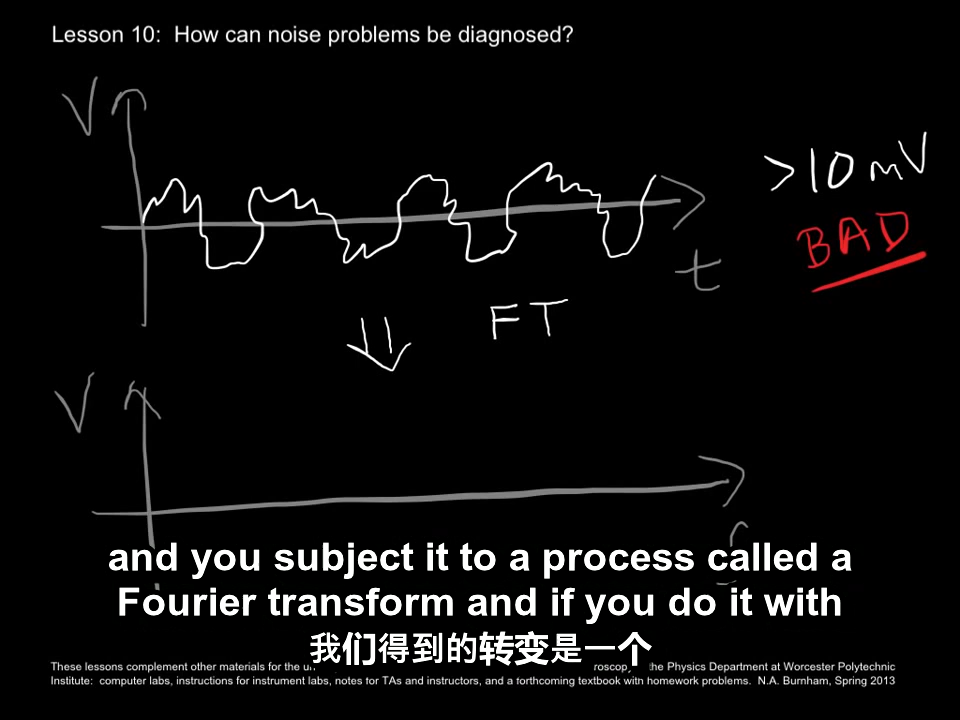 Lesson 10: How can noise problems be diagnosed?
V
>10mV
BAD
t
FT
V
and you subject it to a process called a
Fourier transform and if you do it with
我们得到的转变是一个
These lessons complement other materials for the the Physics Department at Worcester Polytechnic
Institute: computer labs, instructions for instrument labs, notes for TAs and instructors, and a forthcoming textbook with homework problems. N.A. Burnham, Spring 2013